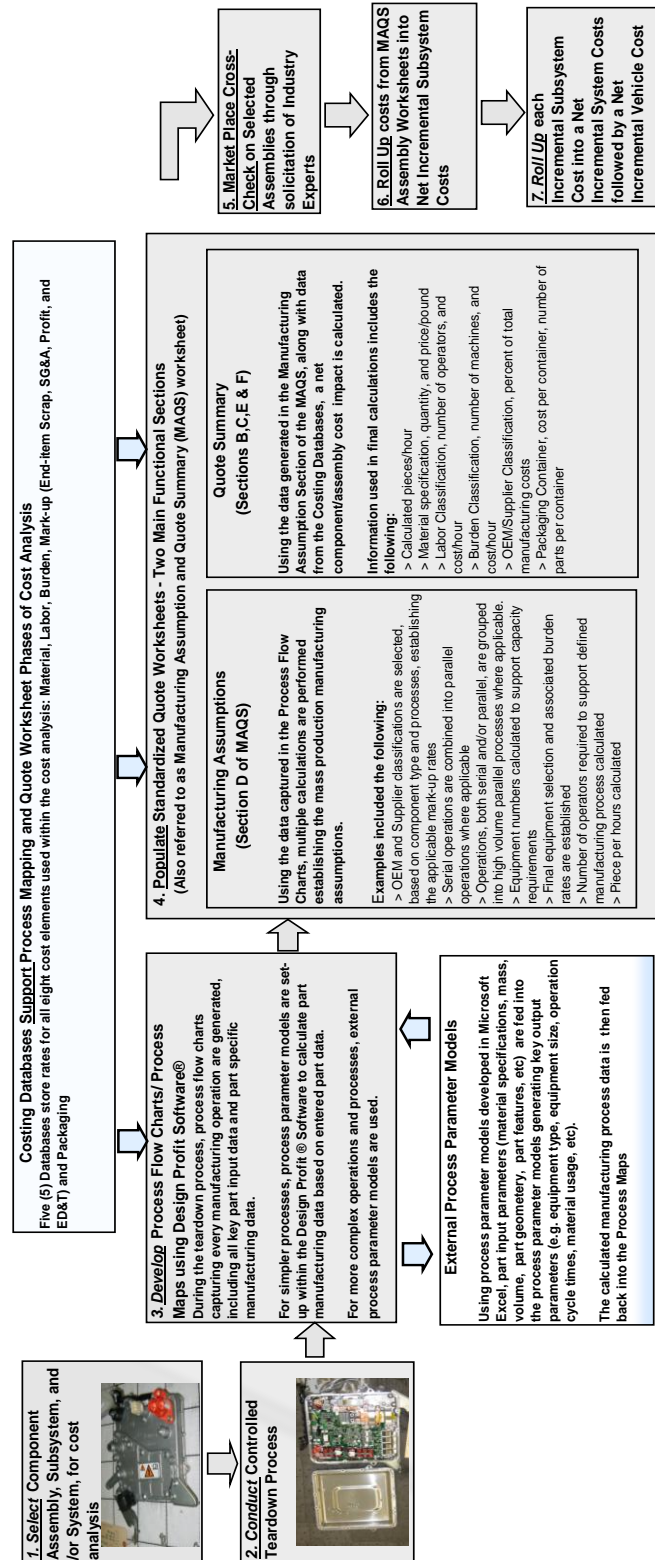 Costing Databases Support Process Mapping and Quote Worksheet Phases of Cost Analysis
Five (5) Databases store rates for all eight cost elements used within the cost analysis: Material, Labor, Burden, Mark-up (End-item Scrap, SG&A, Profit, and
ED&T) and Packaging
1. Select Component
Assembly, Subsystem, and
/or System, for cost
analysis
2. Conduct Controlled
Teardown Process
3. Develop Process Flow Charts/ Process
Maps using Design Profit Software®
During the teardown process, process flow charts
capturing every manufacturing operation are generated,
including all key part input data and part specific
manufacturing data.
For simpler processes, process parameter models are set-
up within the Design Profit ® Software to calculate part
manufacturing data based on entered part data.
For more complex operations and processes, external
process parameter models are used.
External Process Parameter Models
Using process parameter models developed in Microsoft
Excel, part input parameters (material specifications, mass,
volume, part geometery, part features, etc) are fed into
the process parameter models generating key output
parameters (e.g. equipment type, equipment size, operation
cycle times, material usage, etc).
The calculated manufacturing process data is then fed
back into the Process Maps
4. Populate Standardized Quote Worksheets - Two Main Functional Sections
(Also referred to as Manufacturing Assumption and Quote Summary (MAQS) worksheet)
Manufacturing Assumptions
(Section D of MAQS)
Using the data captured in the Process Flow
Charts, multiple calculations are performed
establishing the mass production manufacturing
assumptions.
Examples included the following:
> OEM and Supplier classifications are selected,
based on component type and processes, establishing
the applicable mark-up rates
> Serial operations are combined into parallel
operations where applicable
> Operations, both serial and/or parallel, are grouped
into high volume parallel processes where applicable.
> Equipment numbers calculated to support capacity
requirements
> Final equipment selection and associated burden
rates are established
> Number of operators required to support defined
manufacturing process calculated
> Piece per hours calculated
Quote Summary
(Sections B,C,E & F)
Using the data generated in the Manufacturing
Assumption Section of the MAQS, along with data
from the Costing Databases, a net
component/assembly cost impact is calculated.
Information used in final calculations includes the
following:
> Calculated pieces/hour
> Material specification, quantity, and price/pound
> Labor Classification, number of operators, and
cost/hour
> Burden Classification, number of machines, and
cost/hour
> OEM/Supplier Classification, percent of total
manufacturing costs
> Packaging Container, cost per container, number of
parts per container
5. Market Place Cross-
Check on Selected
Assemblies through
solicitation of Industry
Experts
6. Roll Up costs from MAQS
Assembly Worksheets into
Net Incremental Subsystem
Costs
7. Roll Up each
Incremental Subsystem
Cost into a Net
Incremental System Costs
followed by a Net
Incremental Vehicle Cost